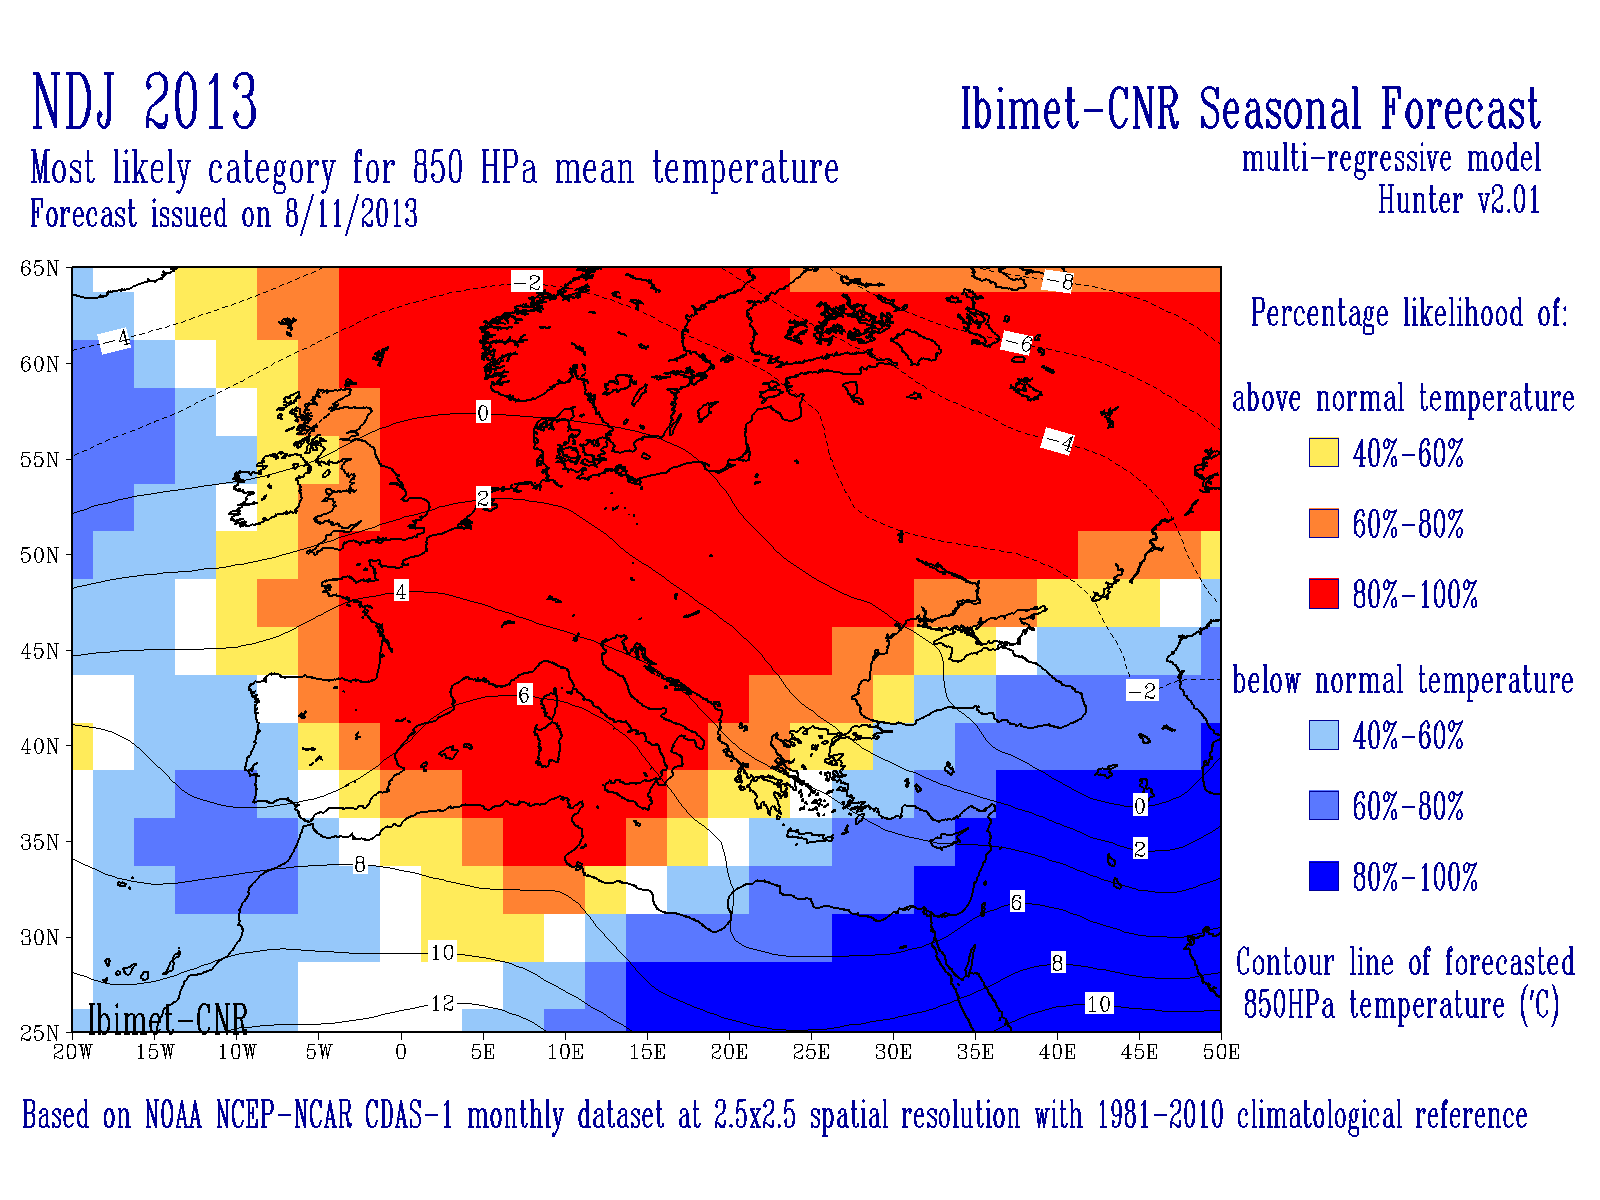 NDJ 2013
Most likely category for 850 HPa mean temperature
Forecast issued on 8/11/2013
Ibimet-CNR Seasonal Forecast
multi-regressive model
Hunter v2.01
65N
60N
55N
50N
45N
40N
35N
30N
25N
20W 15W 10W 5W 0 5E 10E 15E 20E 25E 30E 35E 40E 45E 50E
-2
-8
-4
-6
0
-4
2
4
-2
6
0
2
8
6
10
8
12
10
Ibimet-CNR
Percentage likelihood of:
above normal temperature
40%-60%
60%-80%
80%-100%
below normal temperature
40%-60%
60%-80%
80%-100%
Contour line of forecasted
850HPa temperature ('C)
Based on NOAA NCEP-NCAR CDAS-1 monthly dataset at 2.5x2.5 spatial resolution with 1981-2010 climatological reference